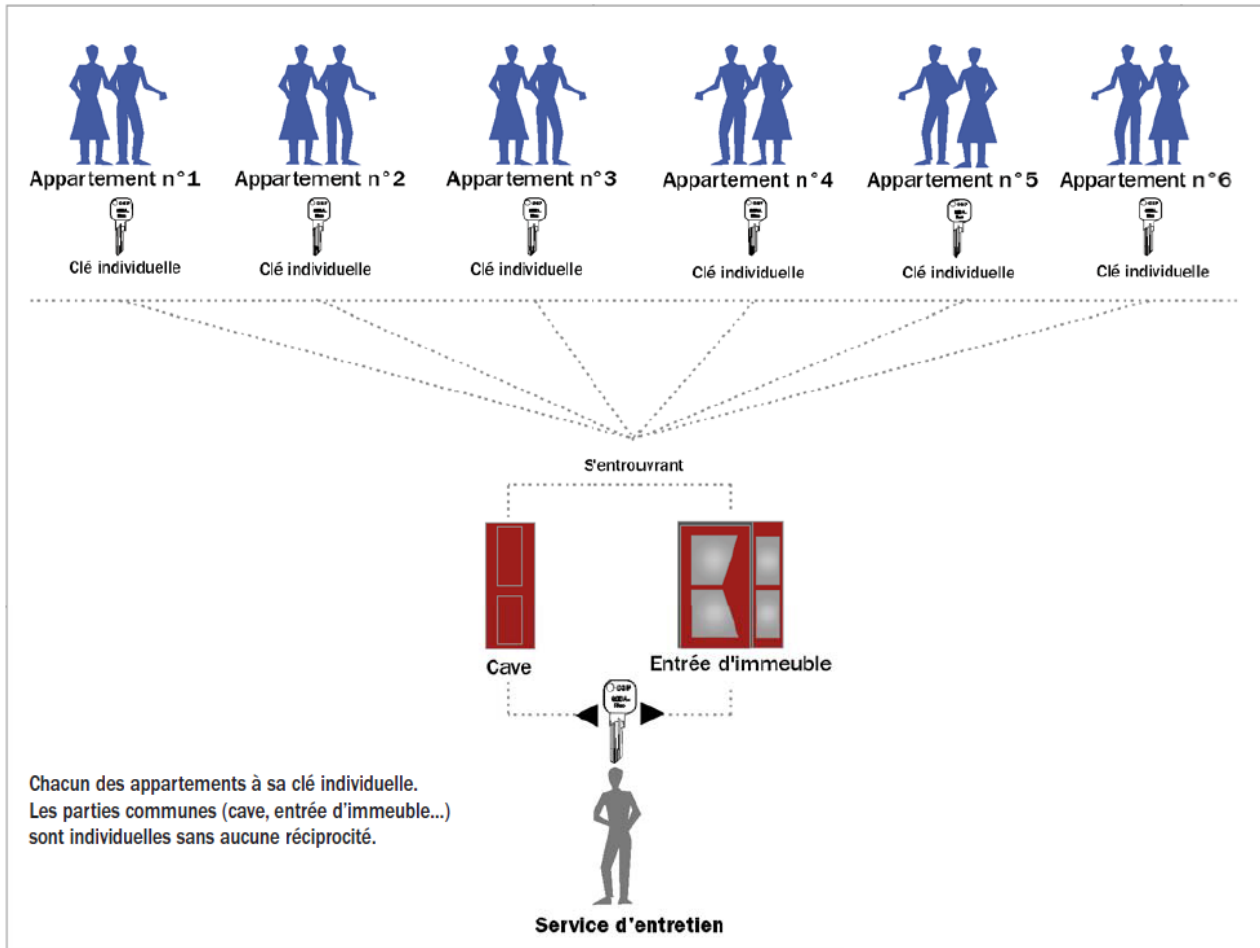 Appartement n°1 Appartement n°2 Appartement n°3 Appartement n°4 Appartement n°5 Appartement n°6
Clé individuelle Clé individuelle Clé individuelle Clé individuelle Clé individuelle Clé individuelle
S'entrouvrant
Cave Entrée d'immeuble
Chacun des appartements à sa clé individuelle.
Les parties communes (cave, entrée d'immeuble...)
sont individuelles sans aucune réciprocité.
Service d'entretien